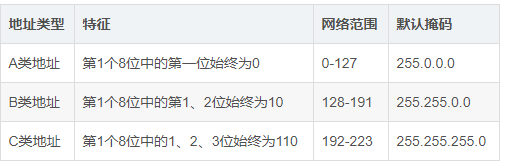 地址类型 特征 网络范围 默认掩码
A类地址 第1个8位中的第一位始终为0 0-127 255.0.0.0
B类地址 第1个8位中的第1、2位始终为10 128-191 255.255.0.0
C类地址 第1个8位中的1、2、3位始终为110 192-223 255.255.255.0